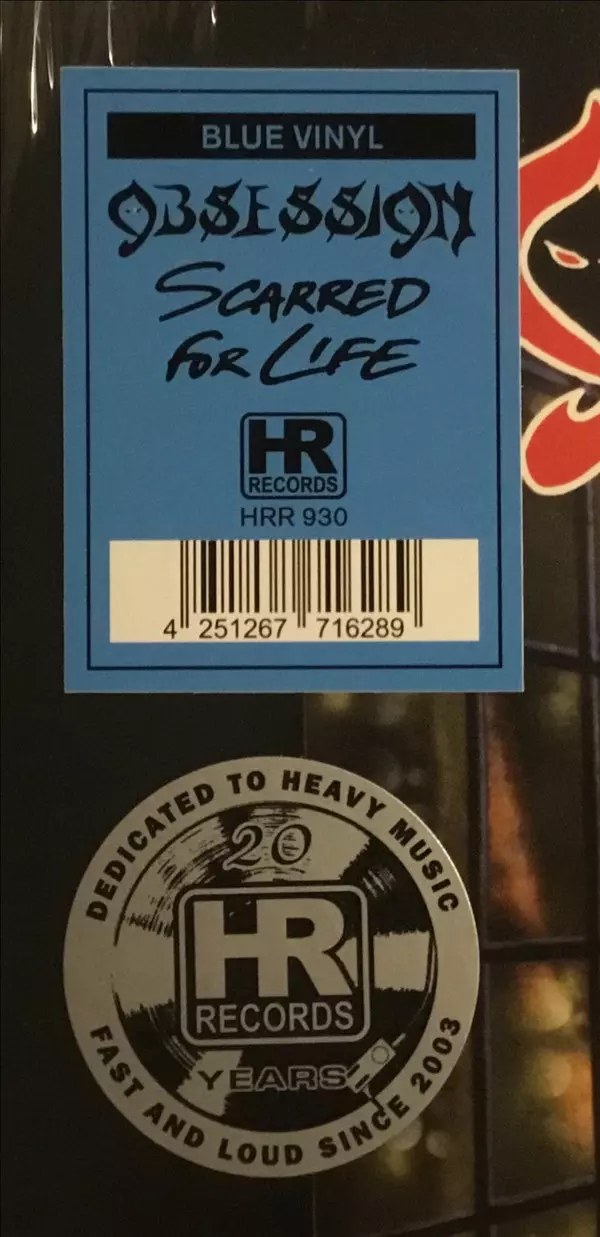 BLUE VINYL
OBSESSION
SCARRED
FOR LIFE
HR
RECORDS
HRR 930
4 251267 716289
DEDICATED TO HEAVY MUSIC
20
HR
RECORDS
YEARS
FAST AND LOUD SINCE 2003